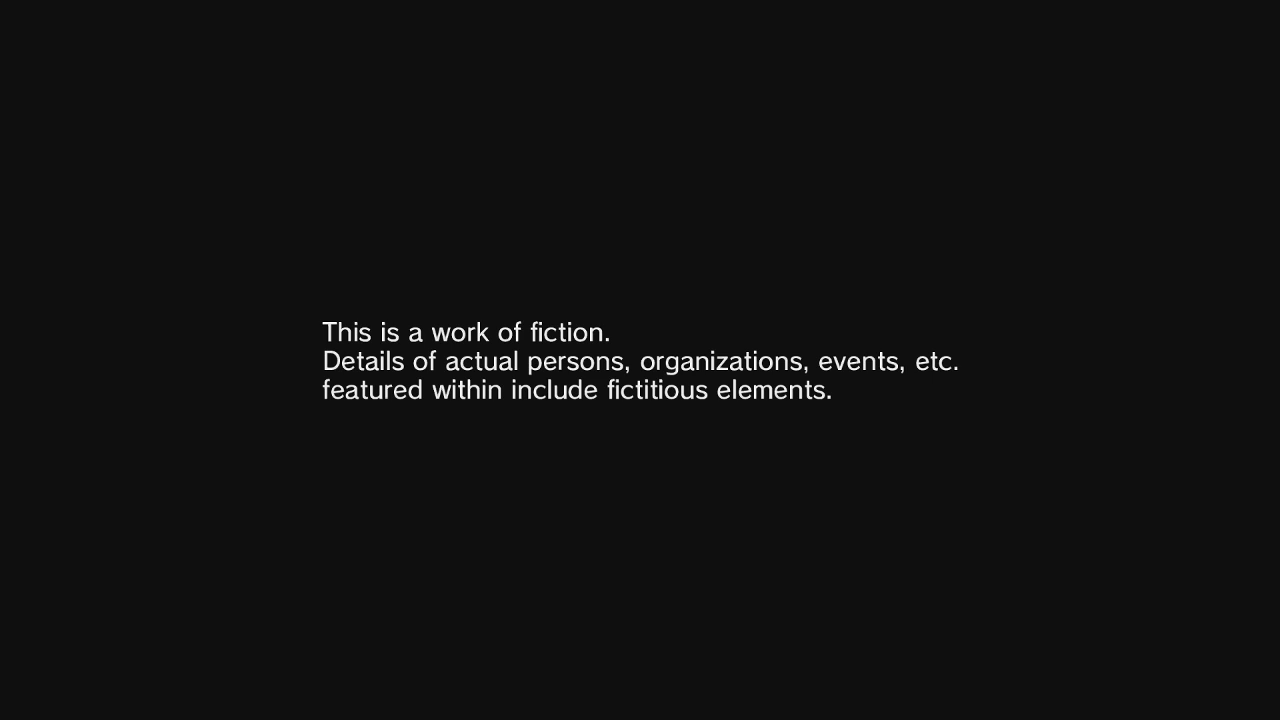 This is a work of fiction.
Details of actual persons, organizations, events, etc.
featured within include fictitious elements.